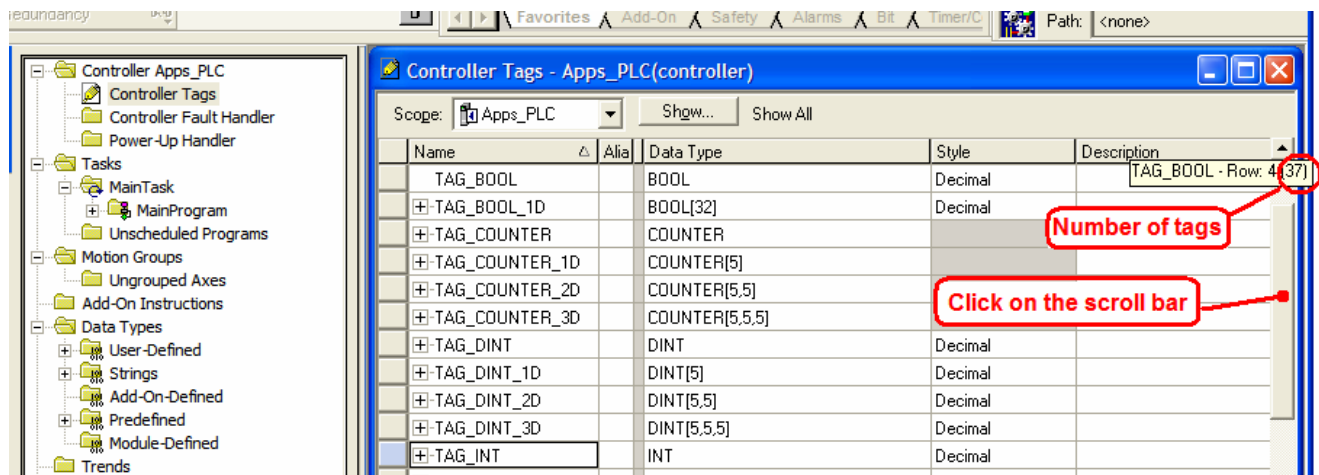 Redundancy
Favorites Add-On Safety Alarms Bit Timer/C
Path: <none>
Controller Apps_PLC
Controller Tags
Controller Fault Handler
Power-Up Handler
Tasks
MainTask
MainProgram
Unscheduled Programs
Motion Groups
Ungrouped Axes
Add-On Instructions
Data Types
User-Defined
Strings
Add-On-Defined
Predefined
Module-Defined
Trends
Controller Tags - Apps_PLC(controller)
Scope: Apps_PLC Show... Show All
Name Alia Data Type Style Description
TAG_BOOL - Row: 4 (37)
TAG_BOOL BOOL Decimal
TAG_BOOL_1D BOOL[32] Decimal
Number of tags
TAG_COUNTER COUNTER
TAG_COUNTER_1D COUNTER[5]
TAG_COUNTER_2D COUNTER[5,5]
Click on the scroll bar
TAG_COUNTER_3D COUNTER[5,5,5]
TAG_DINT DINT Decimal
TAG_DINT_1D DINT[5] Decimal
TAG_DINT_2D DINT[5,5] Decimal
TAG_DINT_3D DINT[5,5,5] Decimal
TAG_INT INT Decimal